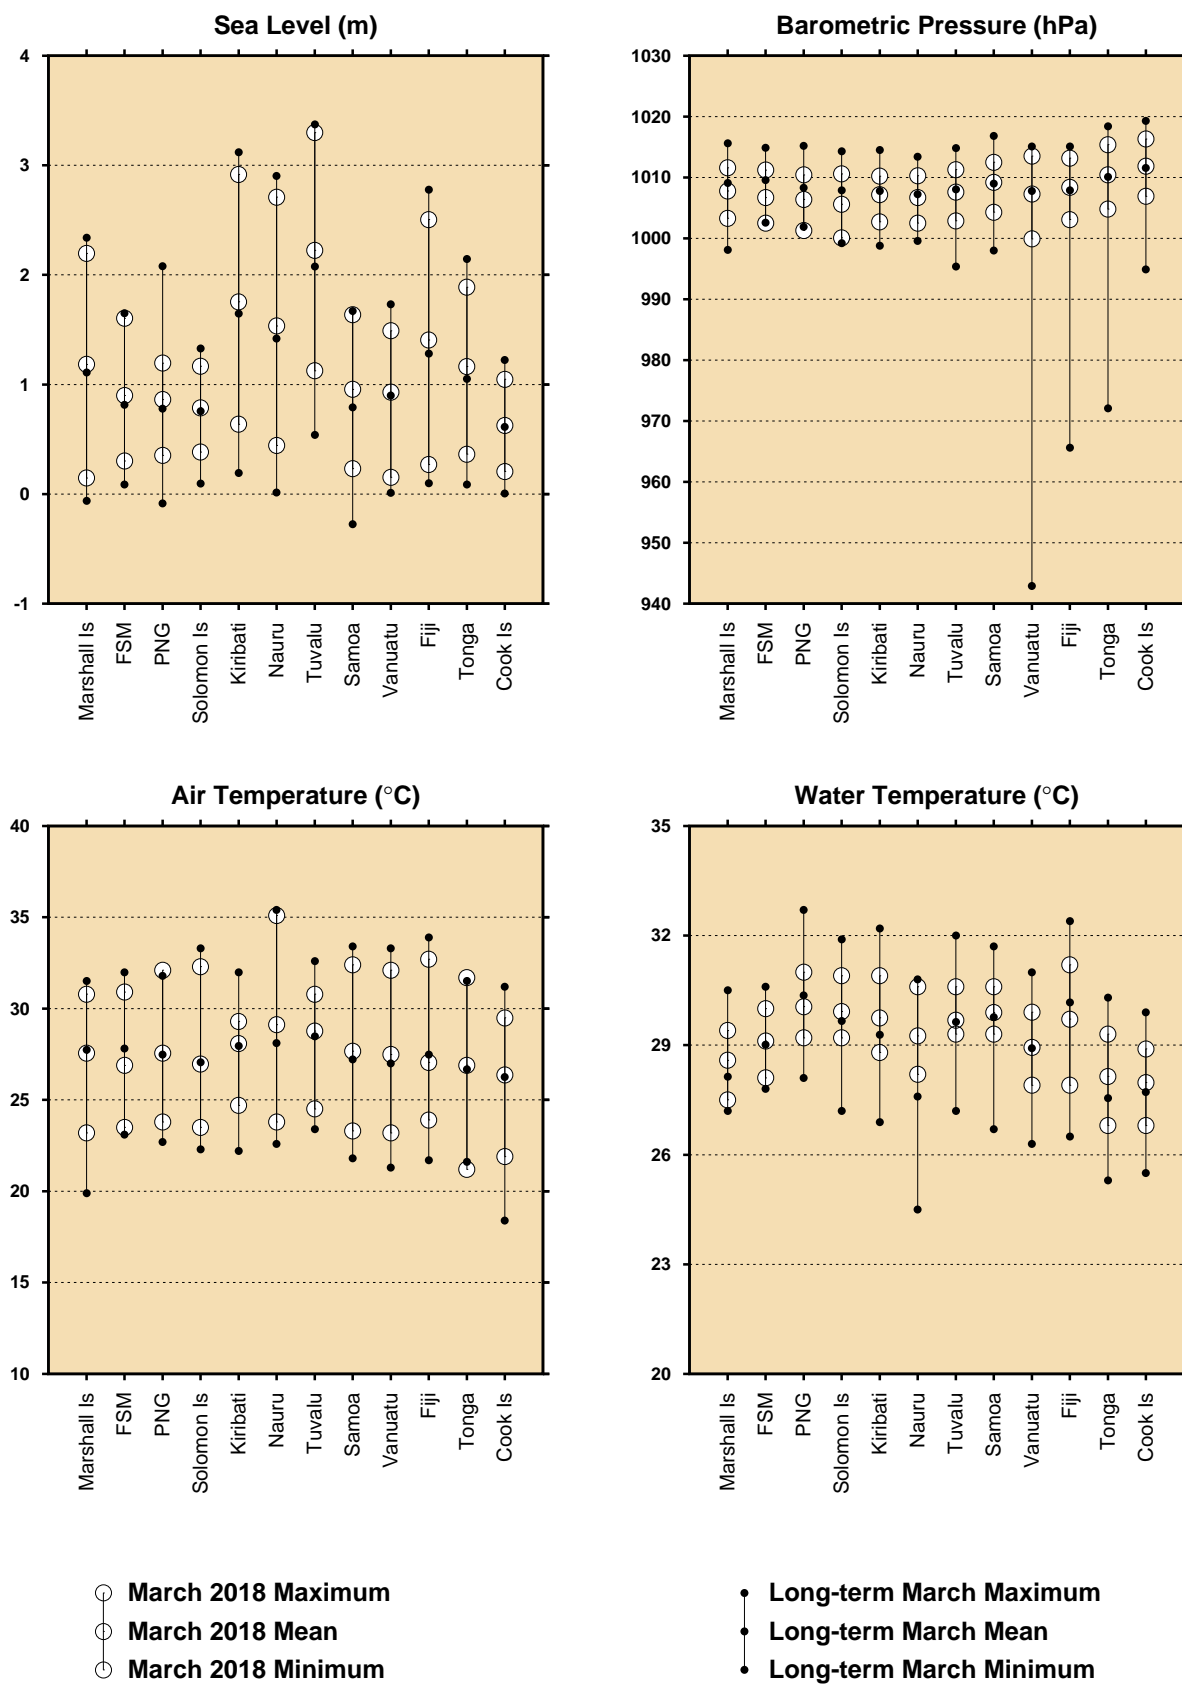 Sea Level (m)
4
3
2
1
0
-1
Marshall Is
FSM
PNG
Solomon Is
Kiribati
Nauru
Tuvalu
Samoa
Vanuatu
Fiji
Tonga
Cook Is
Barometric Pressure (hPa)
1030
1020
1010
1000
990
980
970
960
950
940
Marshall Is
FSM
PNG
Solomon Is
Kiribati
Nauru
Tuvalu
Samoa
Vanuatu
Fiji
Tonga
Cook Is
Air Temperature (°C)
40
35
30
25
20
15
10
Marshall Is
FSM
PNG
Solomon Is
Kiribati
Nauru
Tuvalu
Samoa
Vanuatu
Fiji
Tonga
Cook Is
Water Temperature (°C)
35
32
29
26
23
20
Marshall Is
FSM
PNG
Solomon Is
Kiribati
Nauru
Tuvalu
Samoa
Vanuatu
Fiji
Tonga
Cook Is
March 2018 Maximum
March 2018 Mean
March 2018 Minimum
Long-term March Maximum
Long-term March Mean
Long-term March Minimum